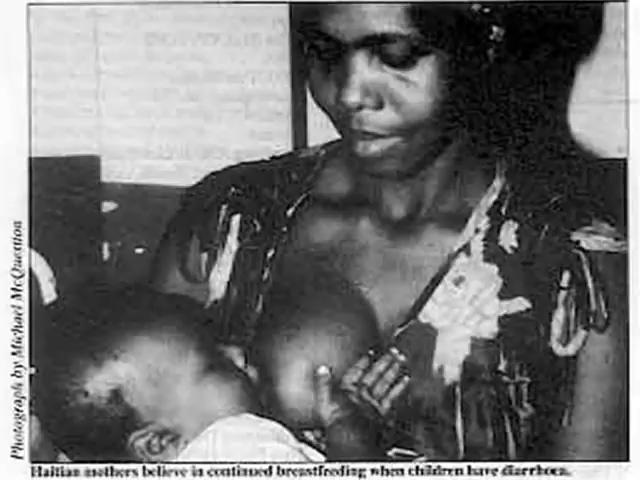 Photograph by Michael McQuestion
Haitian mothers believe in continued breastfeeding when children have diarrhoea.